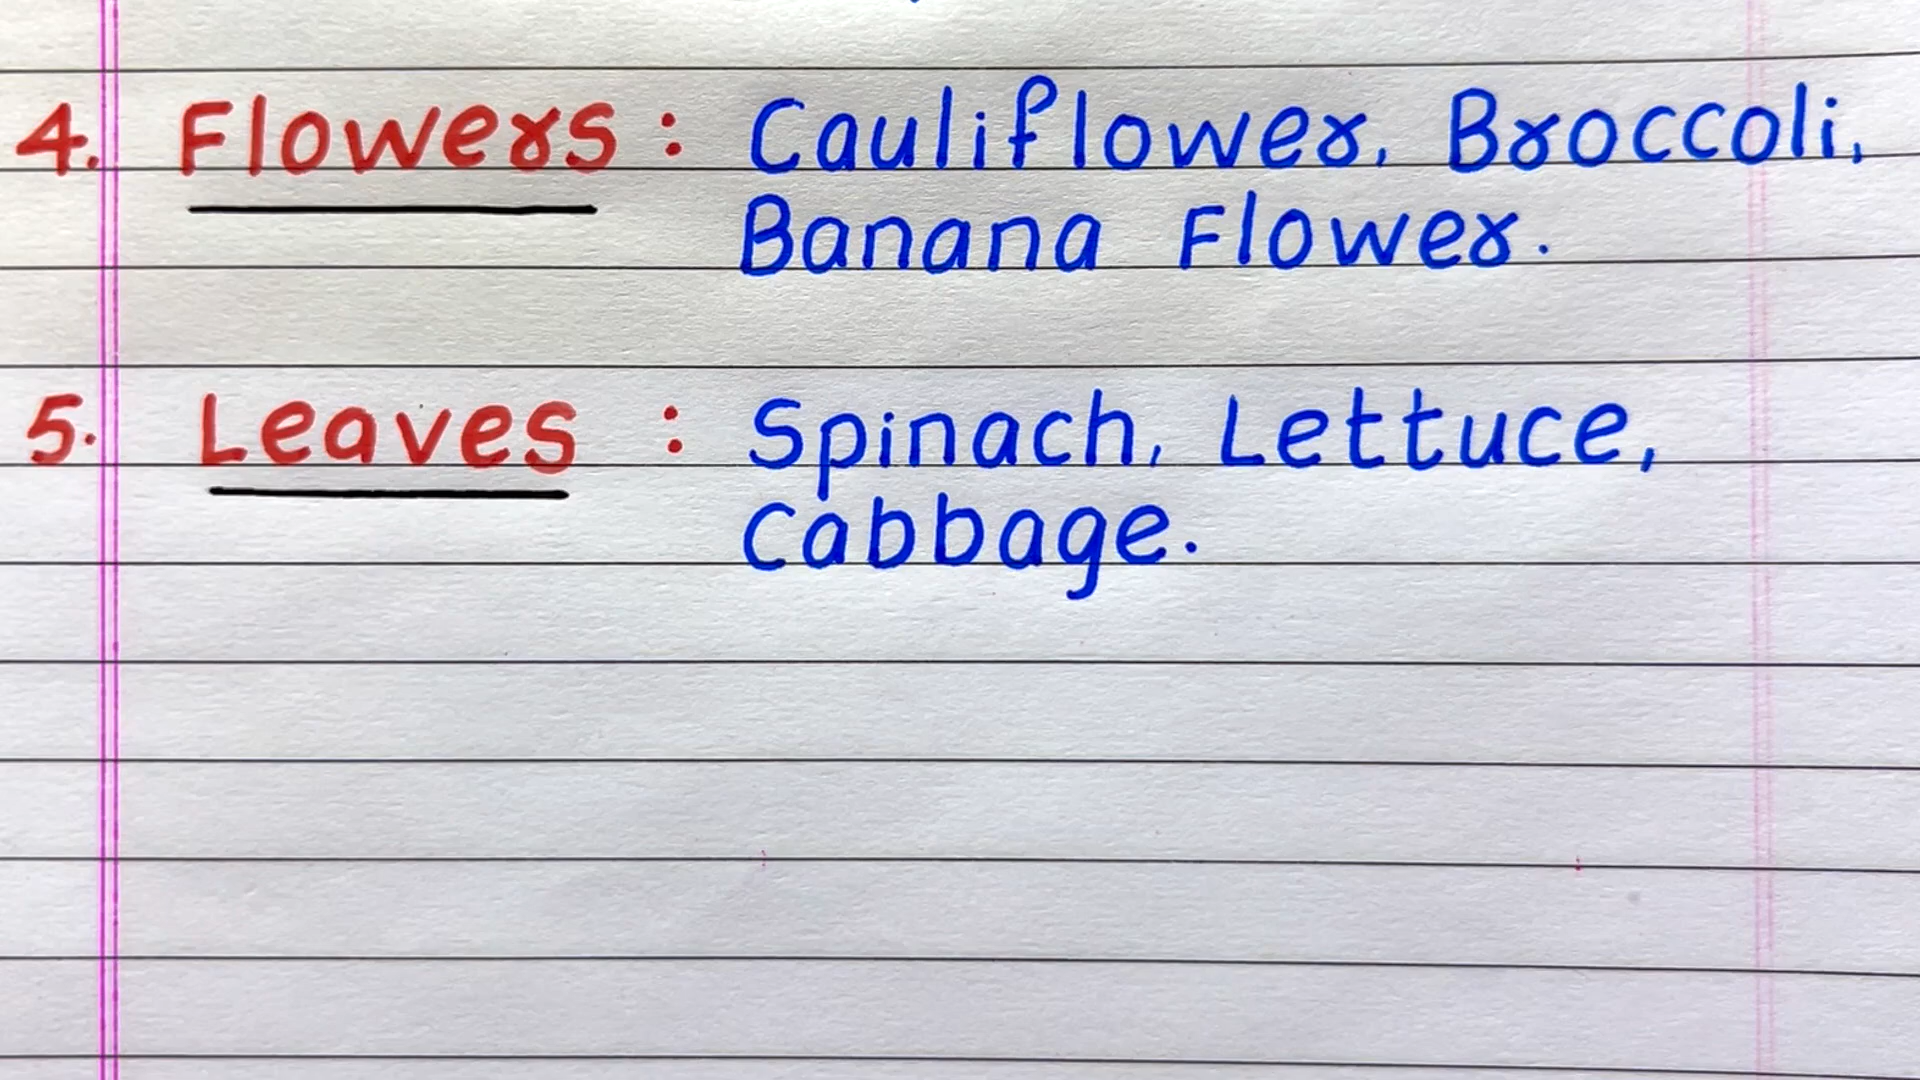 4. Flowers : Cauliflower, Broccoli,
Banana Flower.
5. Leaves : Spinach, Lettuce,
Cabbage.